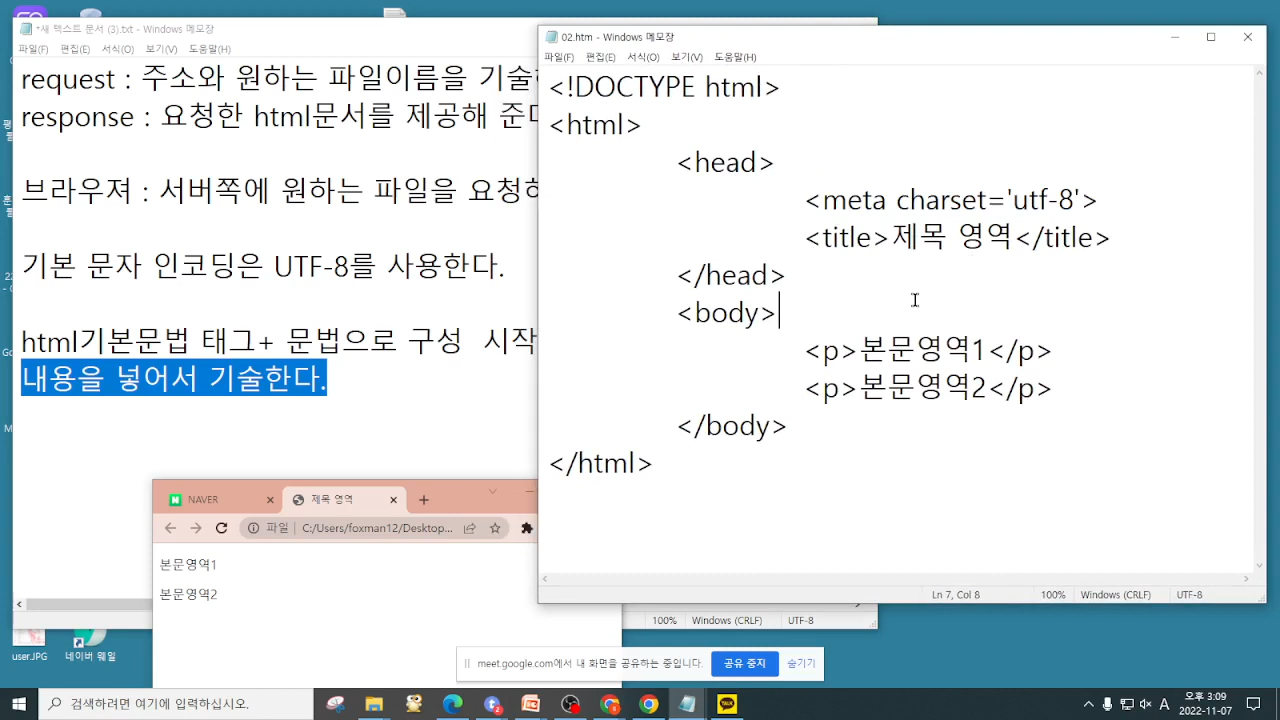 *새 텍스트 문서 (3).txt - Windows 메모장
파일(F) 편집(E) 서식(O) 보기(V) 도움말(H)
request : 주소와 원하는 파일이름을 기술
response : 요청한 html문서를 제공해 준
브라우져 : 서버쪽에 원하는 파일을 요청
기본 문자 인코딩은 UTF-8를 사용한다.
html기본문법 태그+ 문법으로 구성 시작
내용을 넣어서 기술한다.
100% Windows (CRLF) UTF-8
02.htm - Windows 메모장
파일(F) 편집(E) 서식(O) 보기(V) 도움말(H)
<!DOCTYPE html>
<html>
<head>
<meta charset='utf-8'>
<title>제목 영역</title>
</head>
<body>
<p>본문영역1</p>
<p>본문영역2</p>
</body>
</html>
Ln 7, Col 8 100% Windows (CRLF) UTF-8
NAVER 제목 영역
파일 C:/Users/foxman12/Desktop...
본문영역1
본문영역2
user.JPG 네이버 웨일
meet.google.com에서 내 화면을 공유하는 중입니다. 공유 중지 숨기기
검색하려면 여기에 입력하십시오.
TALK
A
오후 3:09
2022-11-07